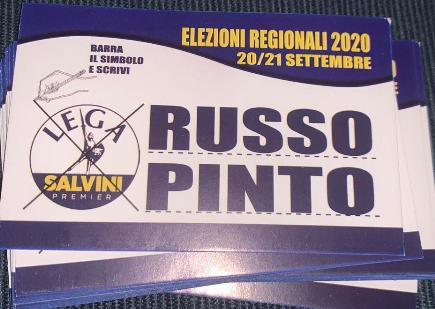 ELEZIONI REGIONALI 2020
20/21 SETTEMBRE
BARRA
IL SIMBOLO
E SCRIVI
LEGA
SALVINI
PREMIER
RUSSO
PINTO